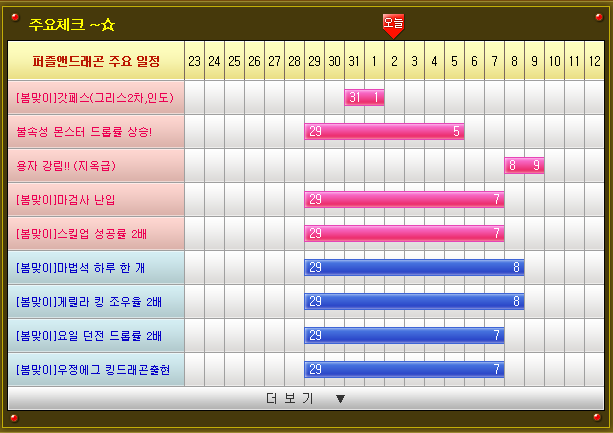 오늘
주요체크 ~☆
퍼즐앤드래곤 주요 일정 23 24 25 26 27 28 29 30 31 1 2 3 4 5 6 7 8 9 10 11 12
[봄맞이]갓페스(그리스2차,인도) 31 1
불속성 몬스터 드롭률 상승! 29 5
용자 강림!! (지옥급) 8 9
[봄맞이]마검사 난입 29 7
[봄맞이]스킬업 성공률 2배 29 7
[봄맞이]마법석 하루 한 개 29 8
[봄맞이]게릴라 킹 조우율 2배 29 8
[봄맞이]요일 던전 드롭률 2배 29 7
[봄맞이]우정에그 킹드래곤출현 29 7
더 보 기 ▼